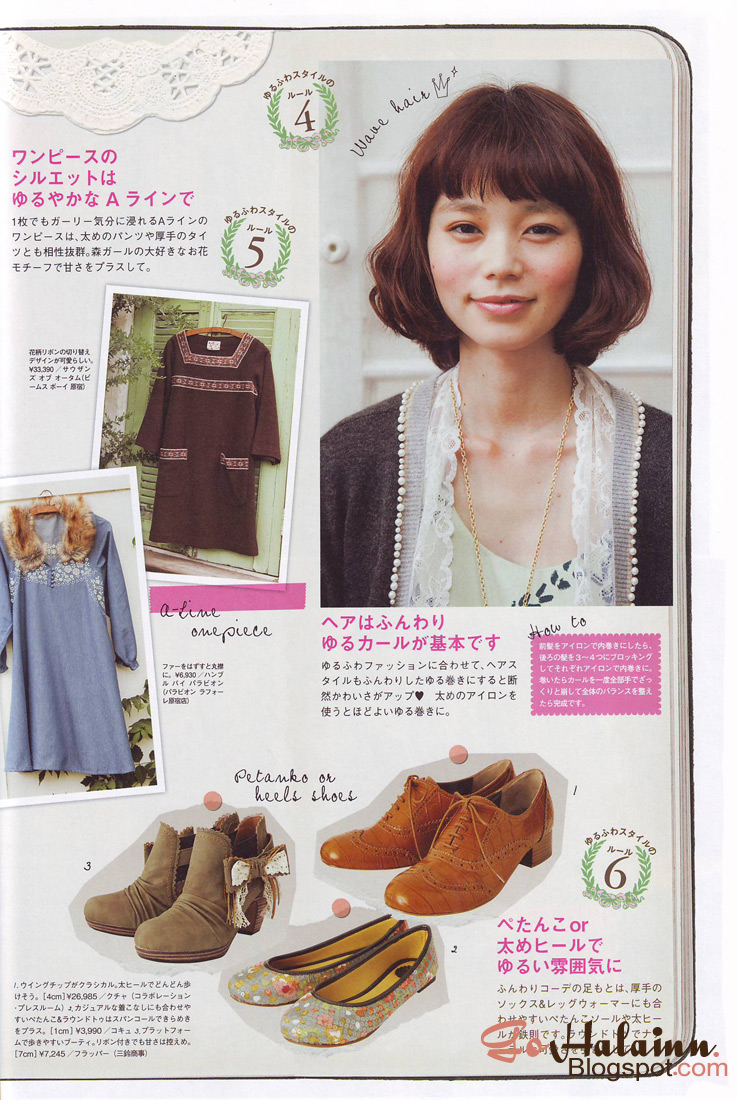 ゆるふわスタイルの
ルール
4
ワンピースの
シルエットは
ゆるやかな A ラインで
1枚でもガーリー気分に浸れるAラインの
ワンピースは、太めのパンツや厚手のタイ
ツとも相性抜群。森ガールの大好きなお花
モチーフで甘さをプラスして。
Wave hair
ゆるふわスタイルの
ルール
5
花柄リボンの切り替え
デザインが可愛らしい。
¥33,390／サウザン
ズ オブ オータム(ビ
ームス ボーイ 原宿)
a-line
onepiece
ファーをはずすと丸襟
に。¥6,930／ハンブ
ル バイ パラビオン
(パラビオン ラフォー
レ原宿店)
ヘアはふんわり
ゆるカールが基本です
ゆるふわファッションに合わせて、ヘアス
タイルもふんわりしたゆる巻きにすると断
然かわいさがアップ♥ 太めのアイロンを
使うとほどよいゆる巻きに。
How to
前髪をアイロンで内巻きにしたら、
後ろの髪を3〜4つにブロッキング
してそれぞれアイロンで内巻きに。
巻いたらカールを一度全部手でざっ
くりと崩して全体のバランスを整え
たら完成です。
Petanko or
heels shoes
1
3
2
ゆるふわスタイルの
ルール
6
ぺたんこor
太めヒールで
ゆるい雰囲気に
ふんわりコーデの足もとは、厚手の
ソックス&レッグウォーマーにも合
わせやすいぺたんこソールや太ヒー
ルが鉄則です。ラウンドトゥでナ
1. ウイングチップがクラシカル。太ヒールでどんどん歩
けそう。[4cm]¥26,985／クチャ（コラボレーション
・プレスルーム）2. カジュアルな着こなしにも合わせや
すいぺたんこ&ラウンドトゥはスパンコールできらめき
をプラス。[1cm]¥3,990／コキュ 3. プラットフォー
ムで歩きやすいブーティ。リボン付きでも甘さは控えめ。
[7cm]¥7,245／フラッパー（三鈴商事）
Jo Halainn.
Blogspot.com